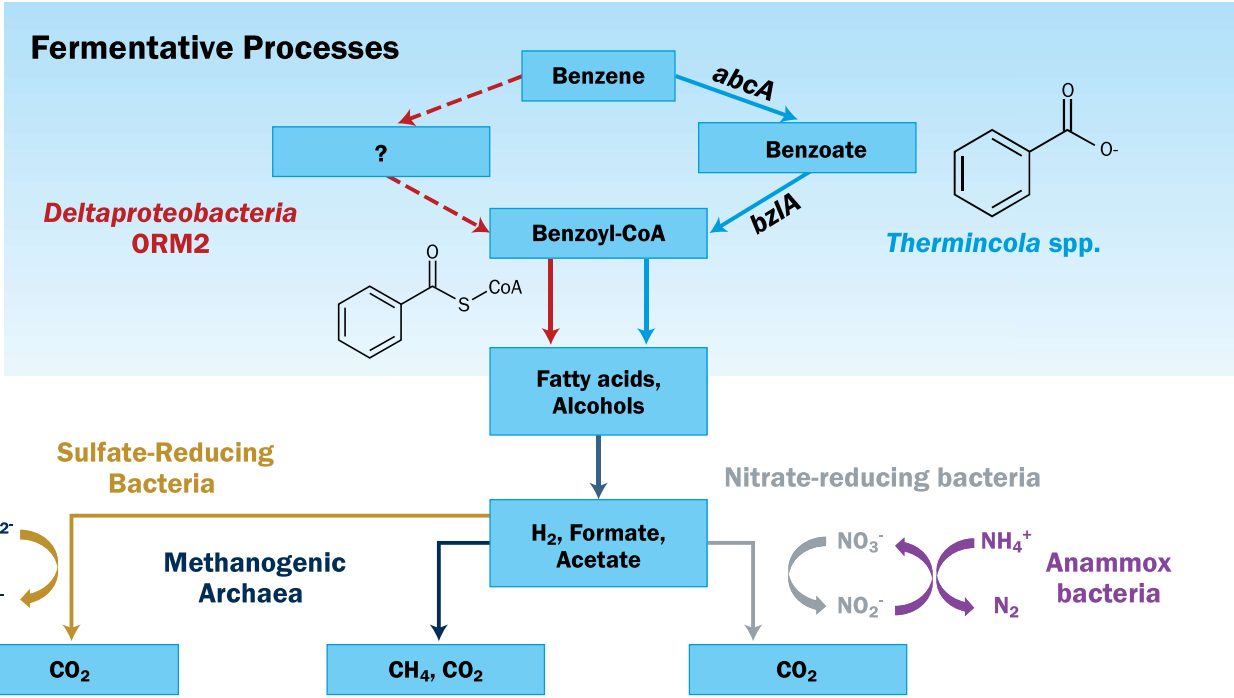 Fermentative Processes
Benzene
abcA
?
Benzoate
O
O-
Deltaproteobacteria
ORM2
Benzoyl-CoA
bzlA
Thermincola spp.
O
S
CoA
Fatty acids,
Alcohols
Sulfate-Reducing
Bacteria
Nitrate-reducing bacteria
2-
H₂, Formate,
Acetate
NO₃⁻
NH₄⁺
Methanogenic
Archaea
Anammox
bacteria
-
NO₂⁻
N₂
CO₂
CH₄, CO₂
CO₂